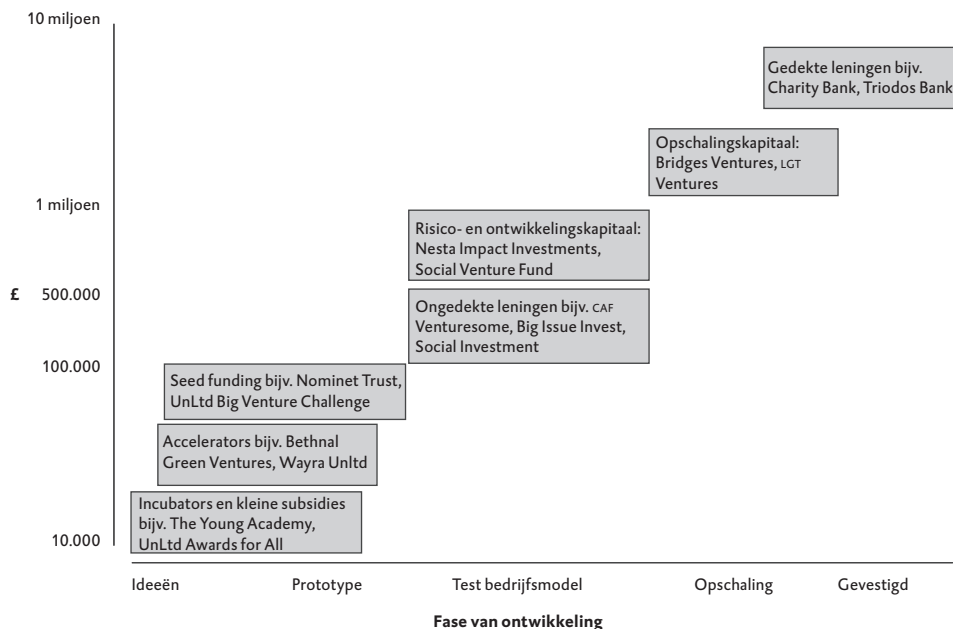 10 miljoen
Gedekte leningen bijv.
Charity Bank, Triodos Bank
Opschalingskapitaal:
Bridges Ventures, LGT
Ventures
1 miljoen
Risico- en ontwikkelingskapitaal:
Nesta Impact Investments,
Social Venture Fund
£ 500.000
Ongedekte leningen bijv. CAF
Venturesome, Big Issue Invest,
Social Investment
100.000
Seed funding bijv. Nominet Trust,
UnLtd Big Venture Challenge
Accelerators bijv. Bethnal
Green Ventures, Wayra Unltd
Incubators en kleine subsidies
bijv. The Young Academy,
UnLtd Awards for All
10.000
Ideeën Prototype Test bedrijfsmodel Opschaling Gevestigd
Fase van ontwikkeling